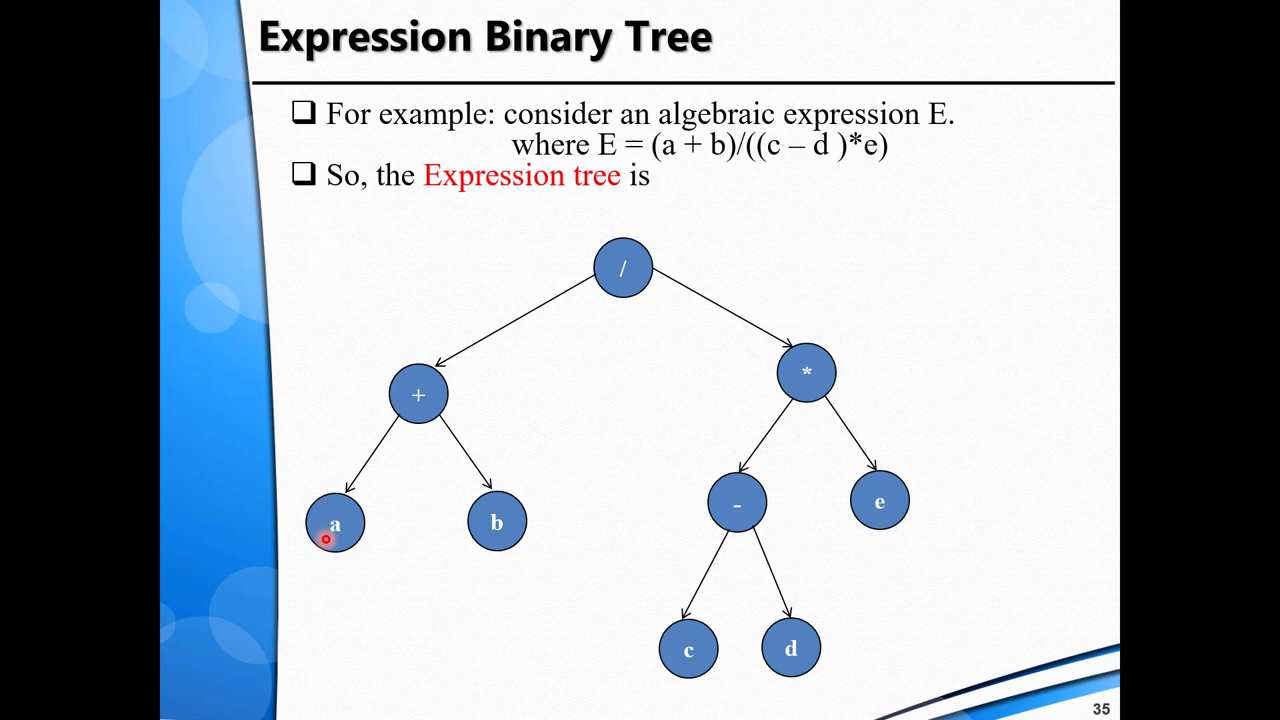 Expression Binary Tree
❑ For example: consider an algebraic expression E.
where E = (a + b)/((c – d )*e)
❑ So, the Expression tree is
/
+
*
a
b
-
e
c
d
35